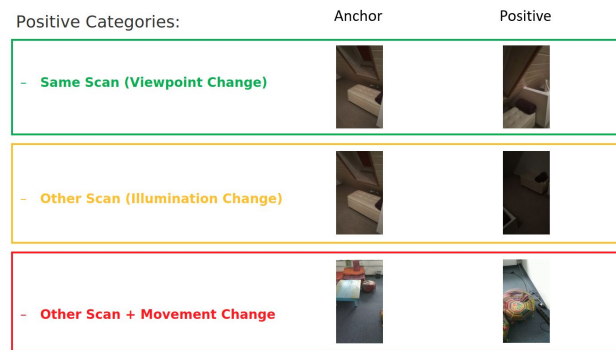 Positive Categories:
Anchor
Positive
– Same Scan (Viewpoint Change)
– Other Scan (Illumination Change)
– Other Scan + Movement Change